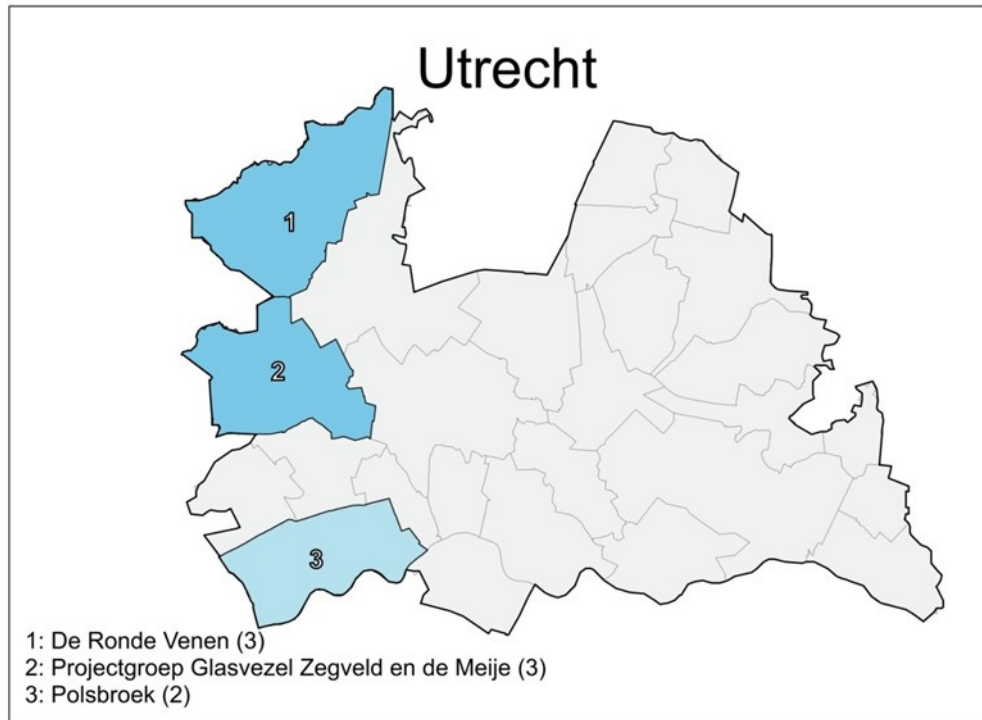 Utrecht
1
2
3
1: De Ronde Venen (3)
2: Projectgroep Glasvezel Zegveld en de Meije (3)
3: Polsbroek (2)